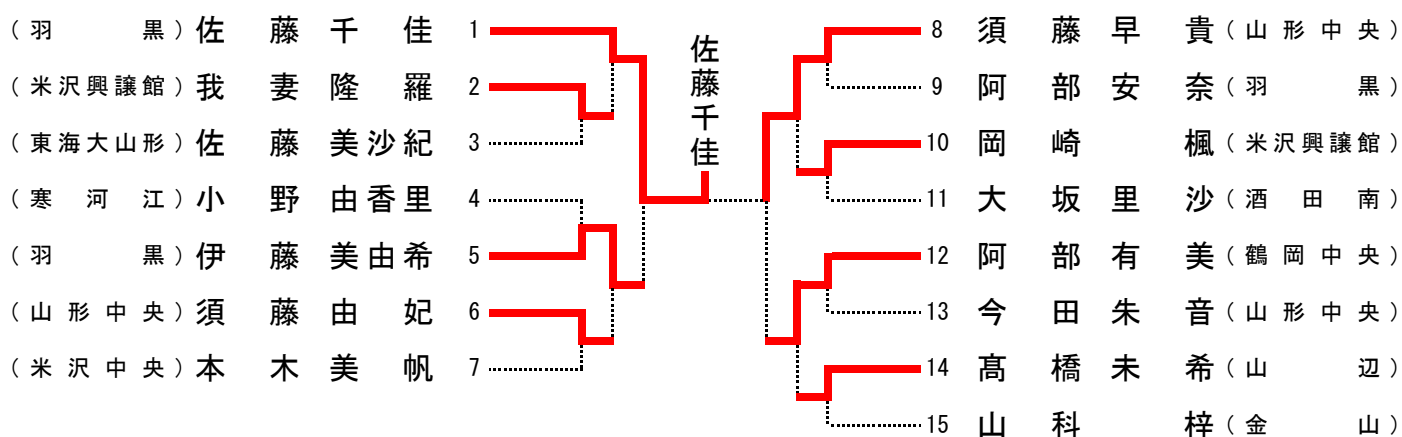 (羽黒) 佐藤千佳 1
(米沢興譲館) 我妻隆羅 2
(東海大山形) 佐藤美沙紀 3
(寒河江) 小野由香里 4
(羽黒) 伊藤美由希 5
(山形中央) 須藤由妃 6
(米沢中央) 本木美帆 7
佐藤千佳
8 須藤早貴 (山形中央)
9 阿部安奈 (羽黒)
10 岡崎楓 (米沢興譲館)
11 大坂里沙 (酒田南)
12 阿部有美 (鶴岡中央)
13 今田朱音 (山形中央)
14 髙橋未希 (山辺)
15 山科梓 (金山)